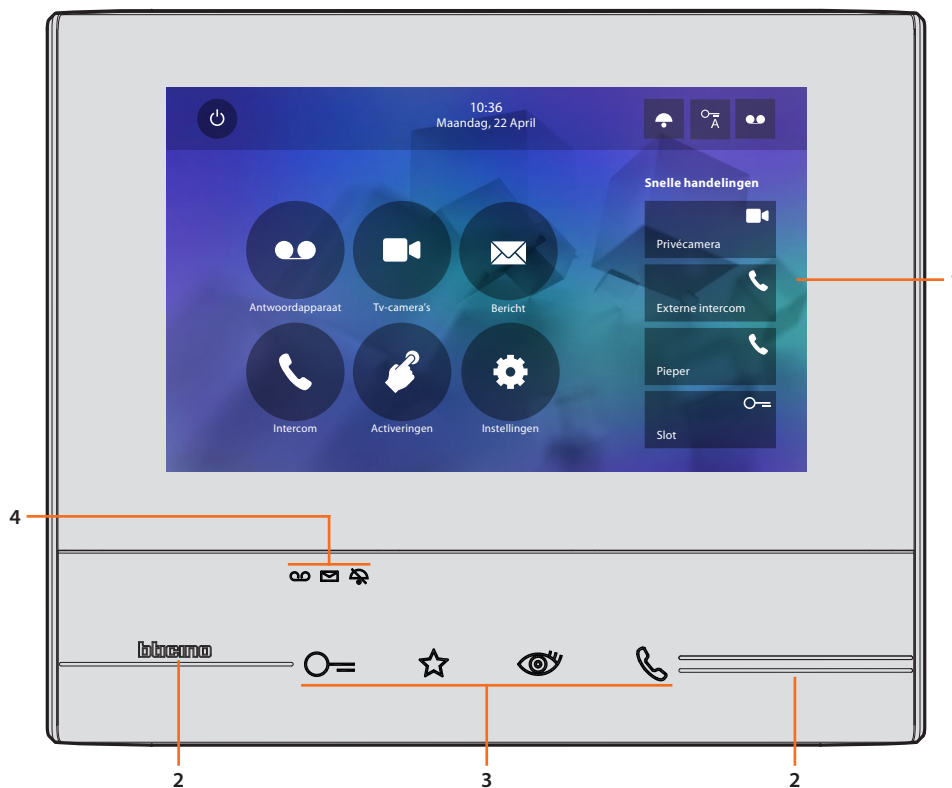 10:36
Maandag, 22 April
A
Snelle handelingen
Privécamera
Externe intercom
Pieper
Slot
Antwoordapparaat
Tv-camera's
Bericht
Intercom
Activeringen
Instellingen
4
bticino
2
3
2